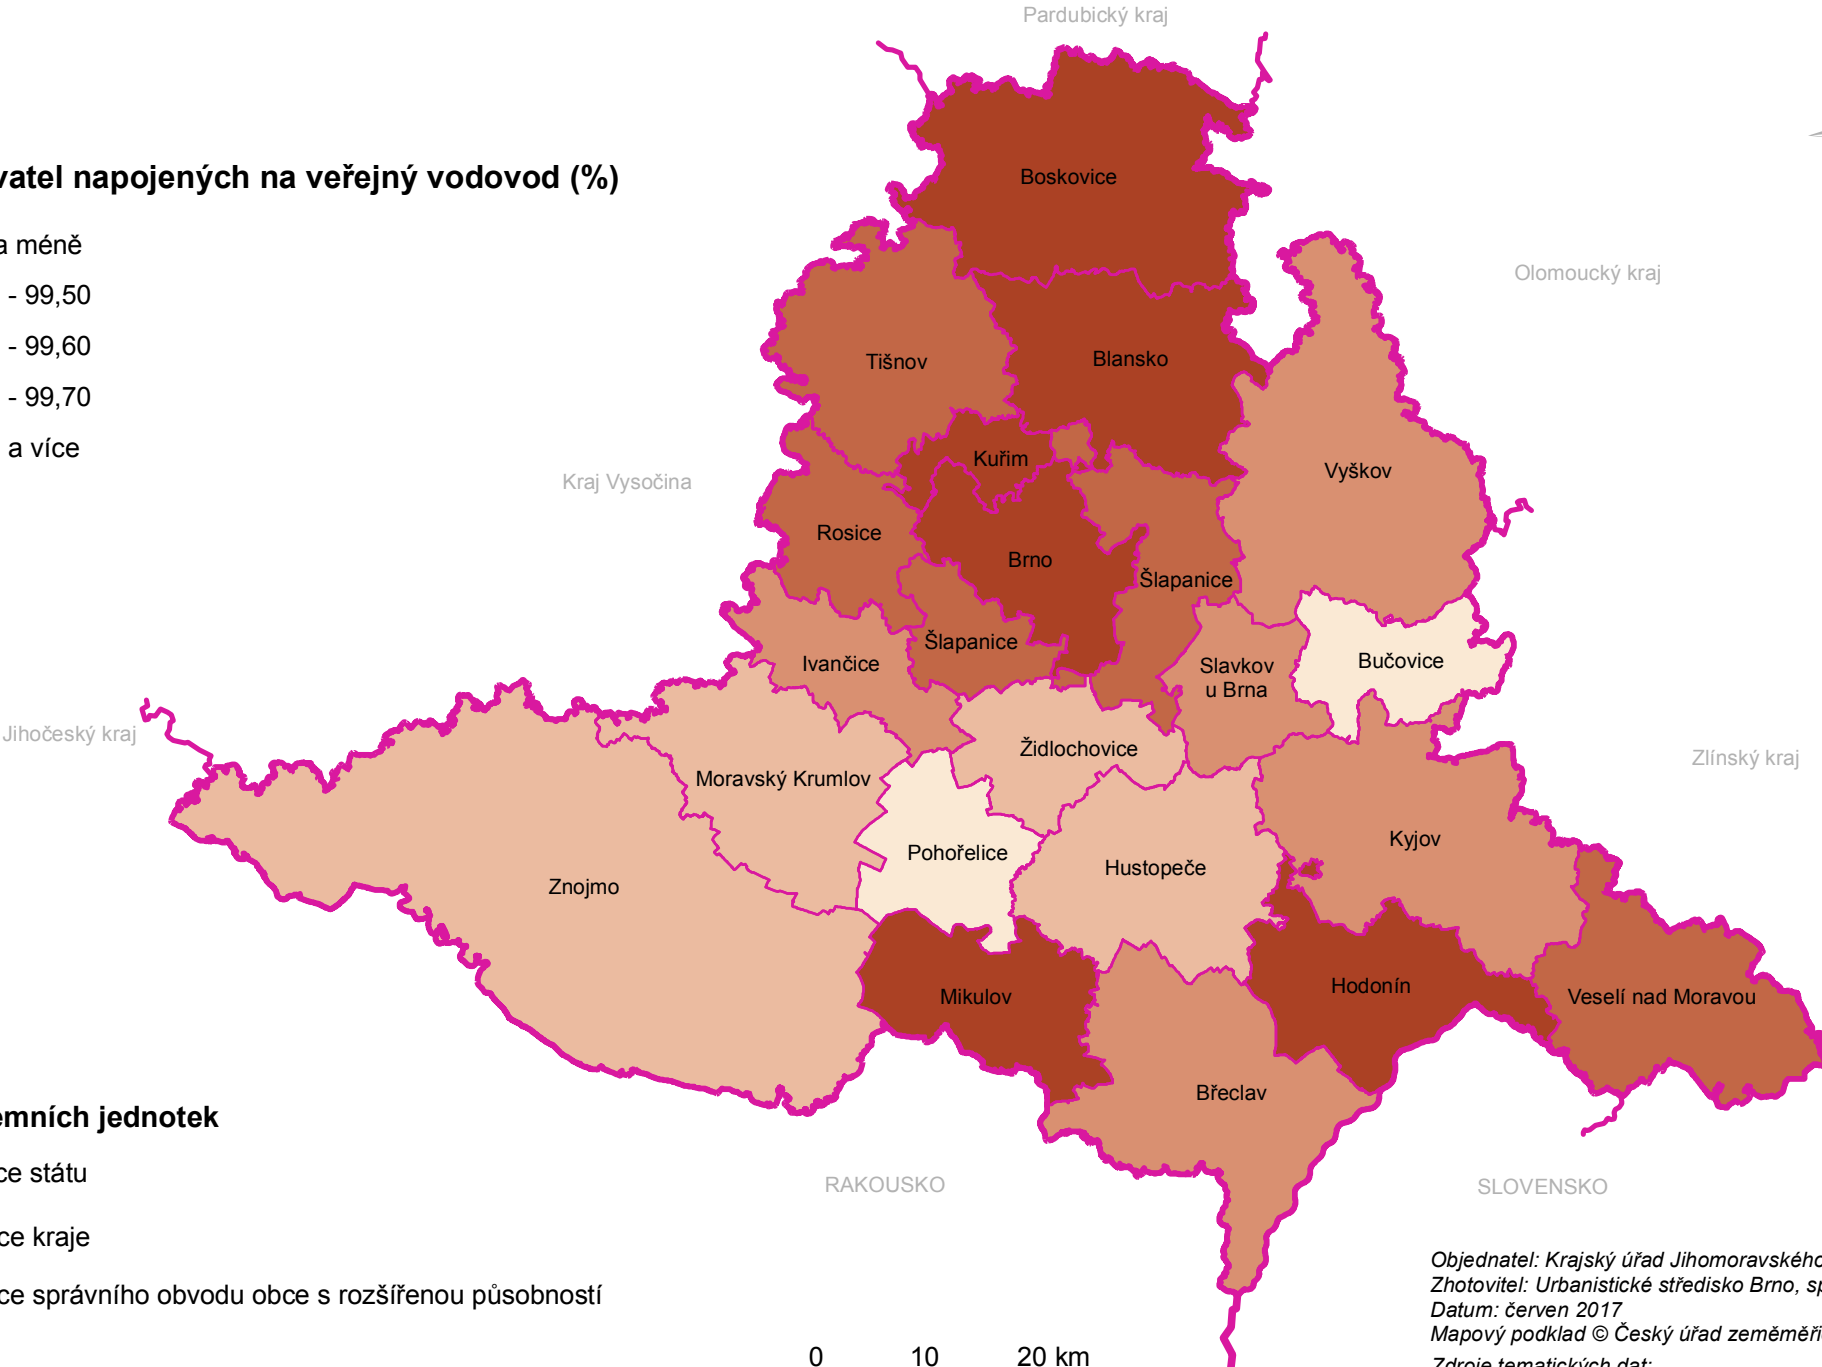 Pardubický kraj
Boskovice
vatel napojených na veřejný vodovod (%)
a méně
- 99,50
- 99,60
- 99,70
a více
Olomoucký kraj
Tišnov
Blansko
Kuřim
Vyškov
Kraj Vysočina
Rosice
Brno
Šlapanice
Šlapanice
Ivančice
Slavkov
u Brna
Bučovice
Jihočeský kraj
Židlochovice
Zlínský kraj
Moravský Krumlov
Pohořelice
Hustopeče
Kyjov
Znojmo
Mikulov
Hodonín
Veselí nad Moravou
Břeclav
emních jednotek
ce státu
RAKOUSKO
SLOVENSKO
ce kraje
ce správního obvodu obce s rozšířenou působností
Objednatel: Krajský úřad Jihomoravského
Zhotovitel: Urbanistické středisko Brno, sp
Datum: červen 2017
Mapový podklad © Český úřad zeměměři
Zdroje tematických dat:
0 10 20 km